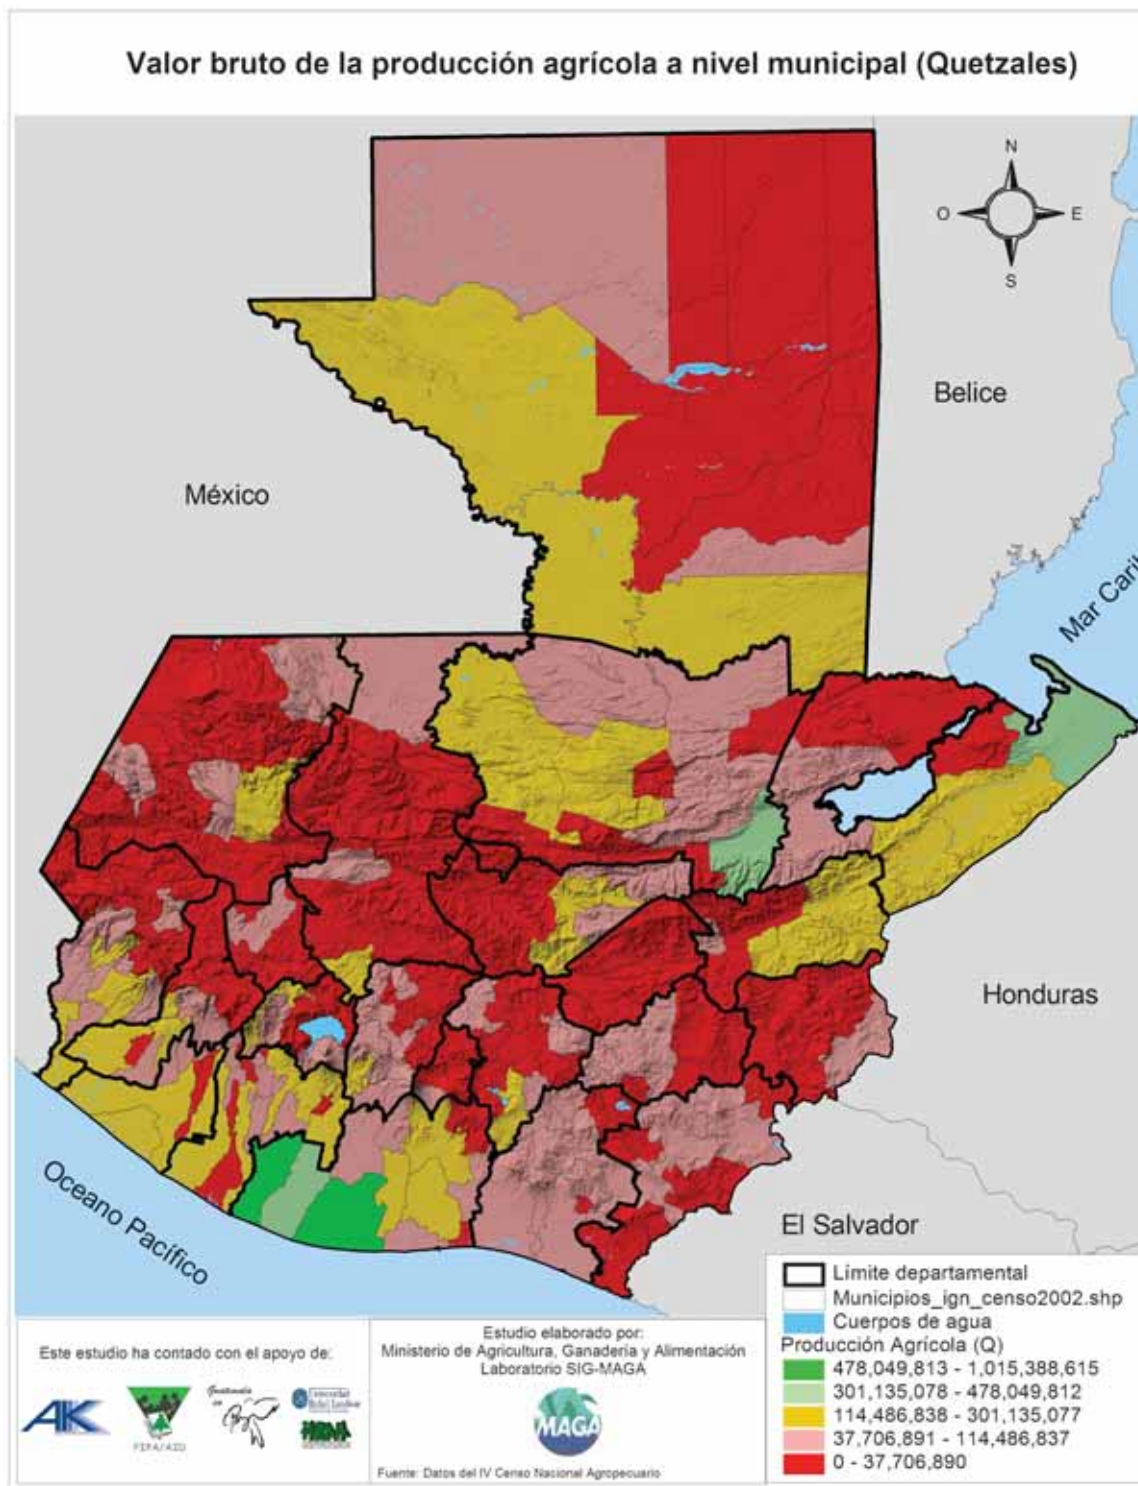 Valor bruto de la producción agrícola a nivel municipal (Quetzales)
N
O E
S
Belice
México
Mar Carib
Honduras
El Salvador
Oceano Pacífico
Límite departamental
Municipios_ign_censo2002.shp
Cuerpos de agua
Producción Agrícola (Q)
478,049,813 - 1,015,388,615
301,135,078 - 478,049,812
114,486,838 - 301,135,077
37,706,891 - 114,486,837
0 - 37,706,890
Este estudio ha contado con el apoyo de:
FIPA/AID
Estudio elaborado por:
Ministerio de Agricultura, Ganadería y Alimentación
Laboratorio SIG-MAGA
MAGA
Fuente: Datos del IV Censo Nacional Agropecuario